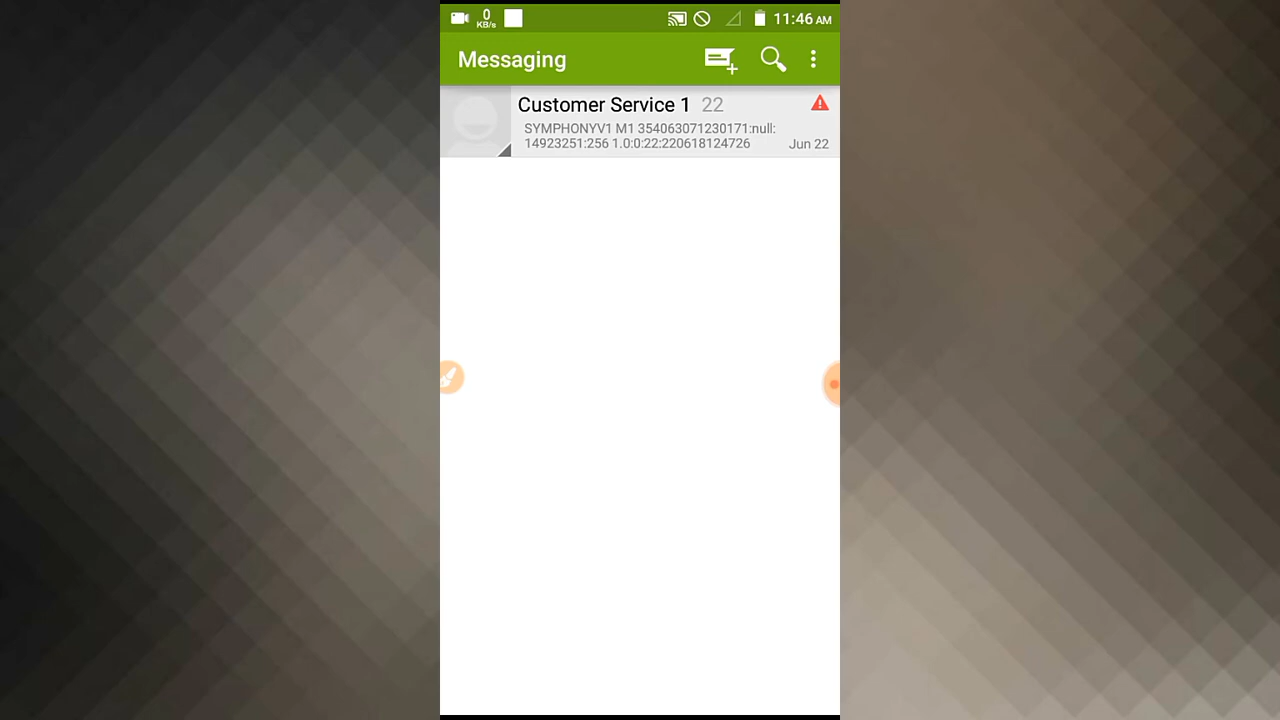 0
KB/s
11:46 AM
Messaging
Customer Service 1 22
SYMPHONYV1 M1 354063071230171:null:
14923251:256 1.0:0:22:220618124726
Jun 22